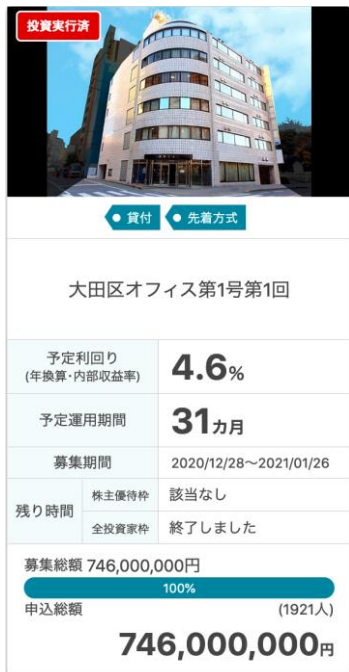 投資実行済
貸付
先着方式
大田区オフィス第1号第1回
予定利回り
(年換算・内部収益率)
4.6%
予定運用期間
31カ月
募集期間
2020/12/28～2021/01/26
残り時間
株主優待枠
該当なし
全投資家枠
終了しました
募集総額 746,000,000円
100%
申込総額
(1921人)
746,000,000円